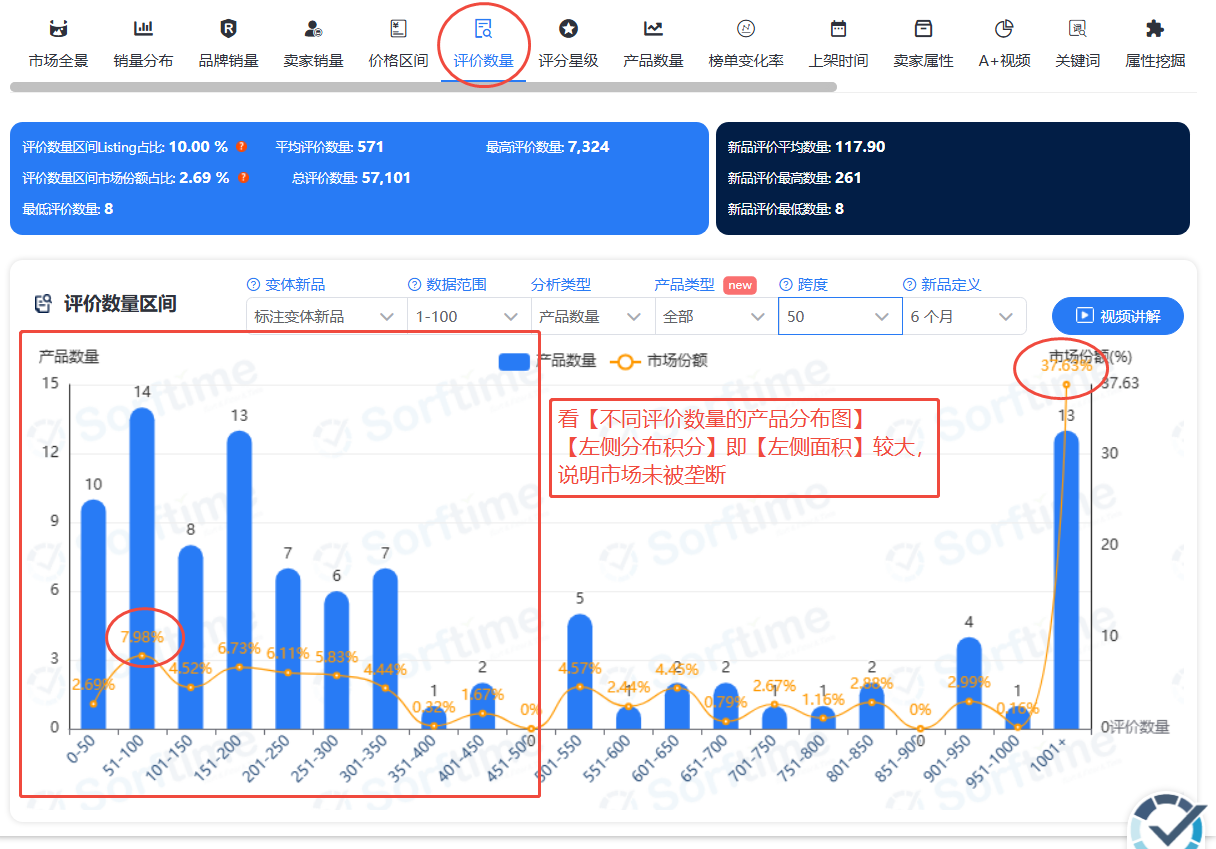 市场全景 销量分布 品牌销量 卖家销量 价格区间 评价数量 评分星级 产品数量 榜单变化率 上架时间 卖家属性 A+视频 关键词 属性挖掘
评价数量区间Listing占比: 10.00 % ? 平均评价数量: 571 最高评价数量: 7,324
评价数量区间市场份额占比: 2.69 % ? 总评价数量: 57,101
最低评价数量: 8
新品评价平均数量: 117.90
新品评价最高数量: 261
新品评价最低数量: 8
评价数量区间
变体新品 数据范围 分析类型 产品类型 new 跨度 新品定义
标注变体新品 1-100 产品数量 全部 50 6 个月
视频讲解
产品数量 产品数量 市场份额 市场份额(%)
看【不同评价数量的产品分布图】
【左侧分布积分】即【左侧面积】较大，
说明市场未被垄断
15 12 9 6 3 0
37.63 30 20 10 0
10 14 8 13 7 6 7 1 2 0 5 1 2 2 1 1 2 0 4 1 13
2.69% 7.98% 4.52% 6.73% 6.11% 5.83% 4.44% 0.32% 1.67% 0% 4.57% 2.44% 4.45% 0.79% 2.67% 1.16% 2.88% 0% 2.99% 0.16% 37.63%
0-50 51-100 101-150 151-200 201-250 251-300 301-350 351-400 401-450 451-500 501-550 551-600 601-650 651-700 701-750 751-800 801-850 851-900 901-950 951-1000 1001+
评价数量
Sorftime